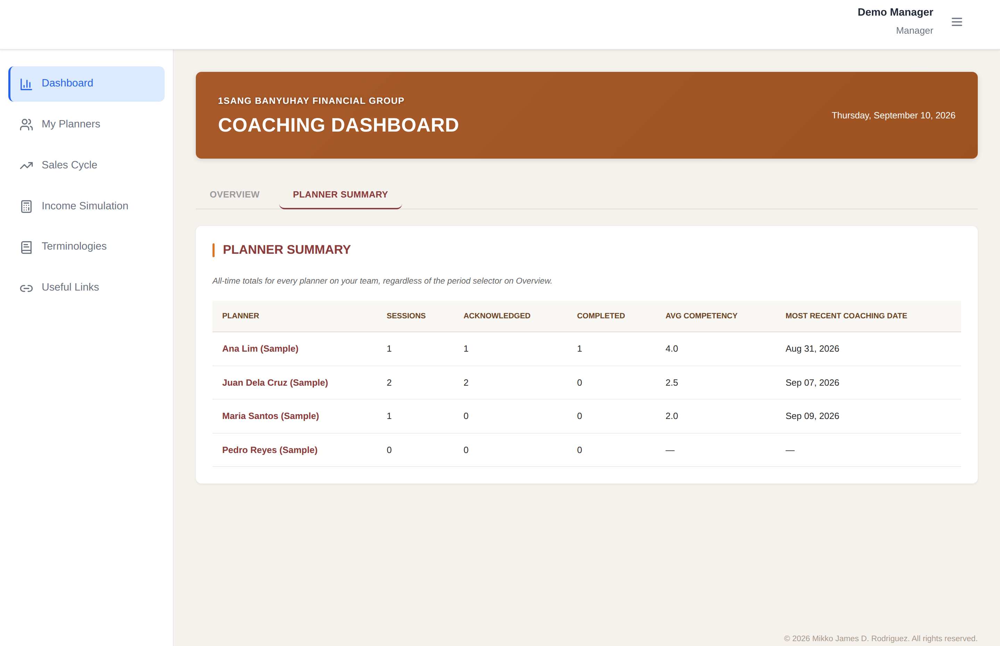 Demo Manager
Manager
Dashboard
My Planners
Sales Cycle
Income Simulation
Terminologies
Useful Links
1SANG BANYUHAY FINANCIAL GROUP
COACHING DASHBOARD
Thursday, September 10, 2026
OVERVIEW PLANNER SUMMARY
PLANNER SUMMARY
All-time totals for every planner on your team, regardless of the period selector on Overview.
PLANNER SESSIONS ACKNOWLEDGED COMPLETED AVG COMPETENCY MOST RECENT COACHING DATE
Ana Lim (Sample) 1 1 1 4.0 Aug 31, 2026
Juan Dela Cruz (Sample) 2 2 0 2.5 Sep 07, 2026
Maria Santos (Sample) 1 0 0 2.0 Sep 09, 2026
Pedro Reyes (Sample) 0 0 0 — —
© 2026 Mikko James D. Rodriguez. All rights reserved.